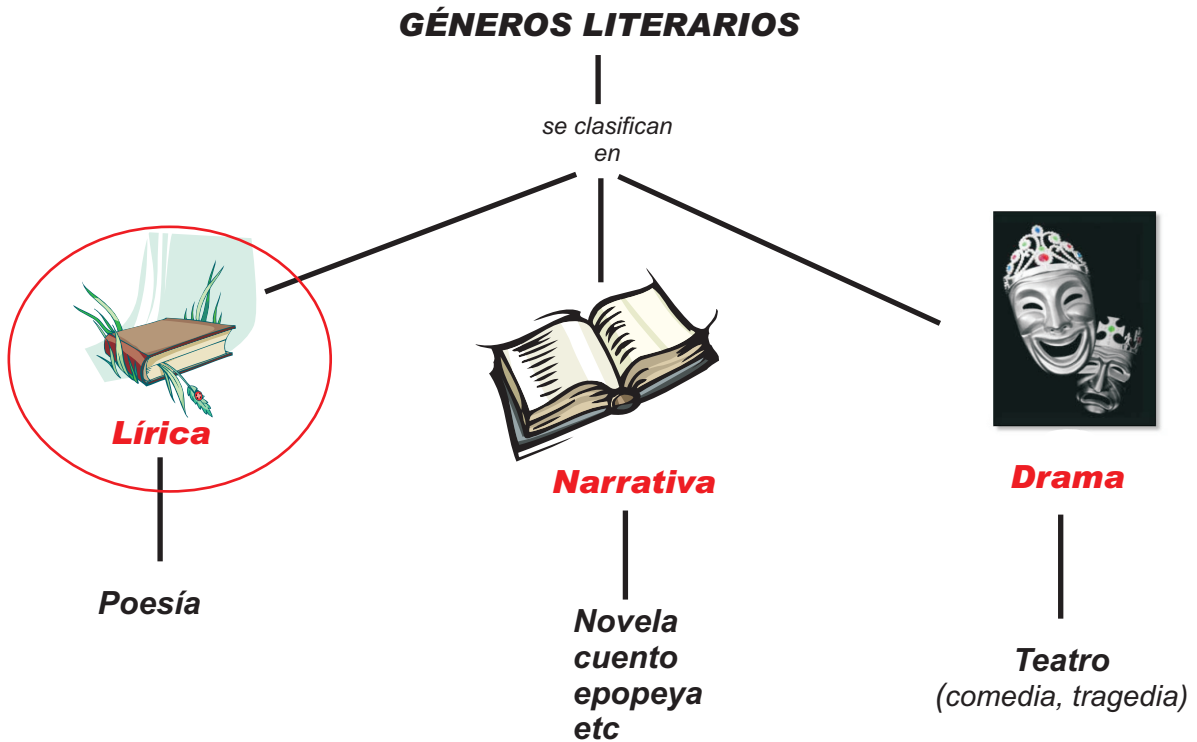 GÉNEROS LITERARIOS
se clasifican
en
Lírica
Narrativa
Drama
Poesía
Novela
cuento
epopeya
etc
Teatro
(comedia, tragedia)